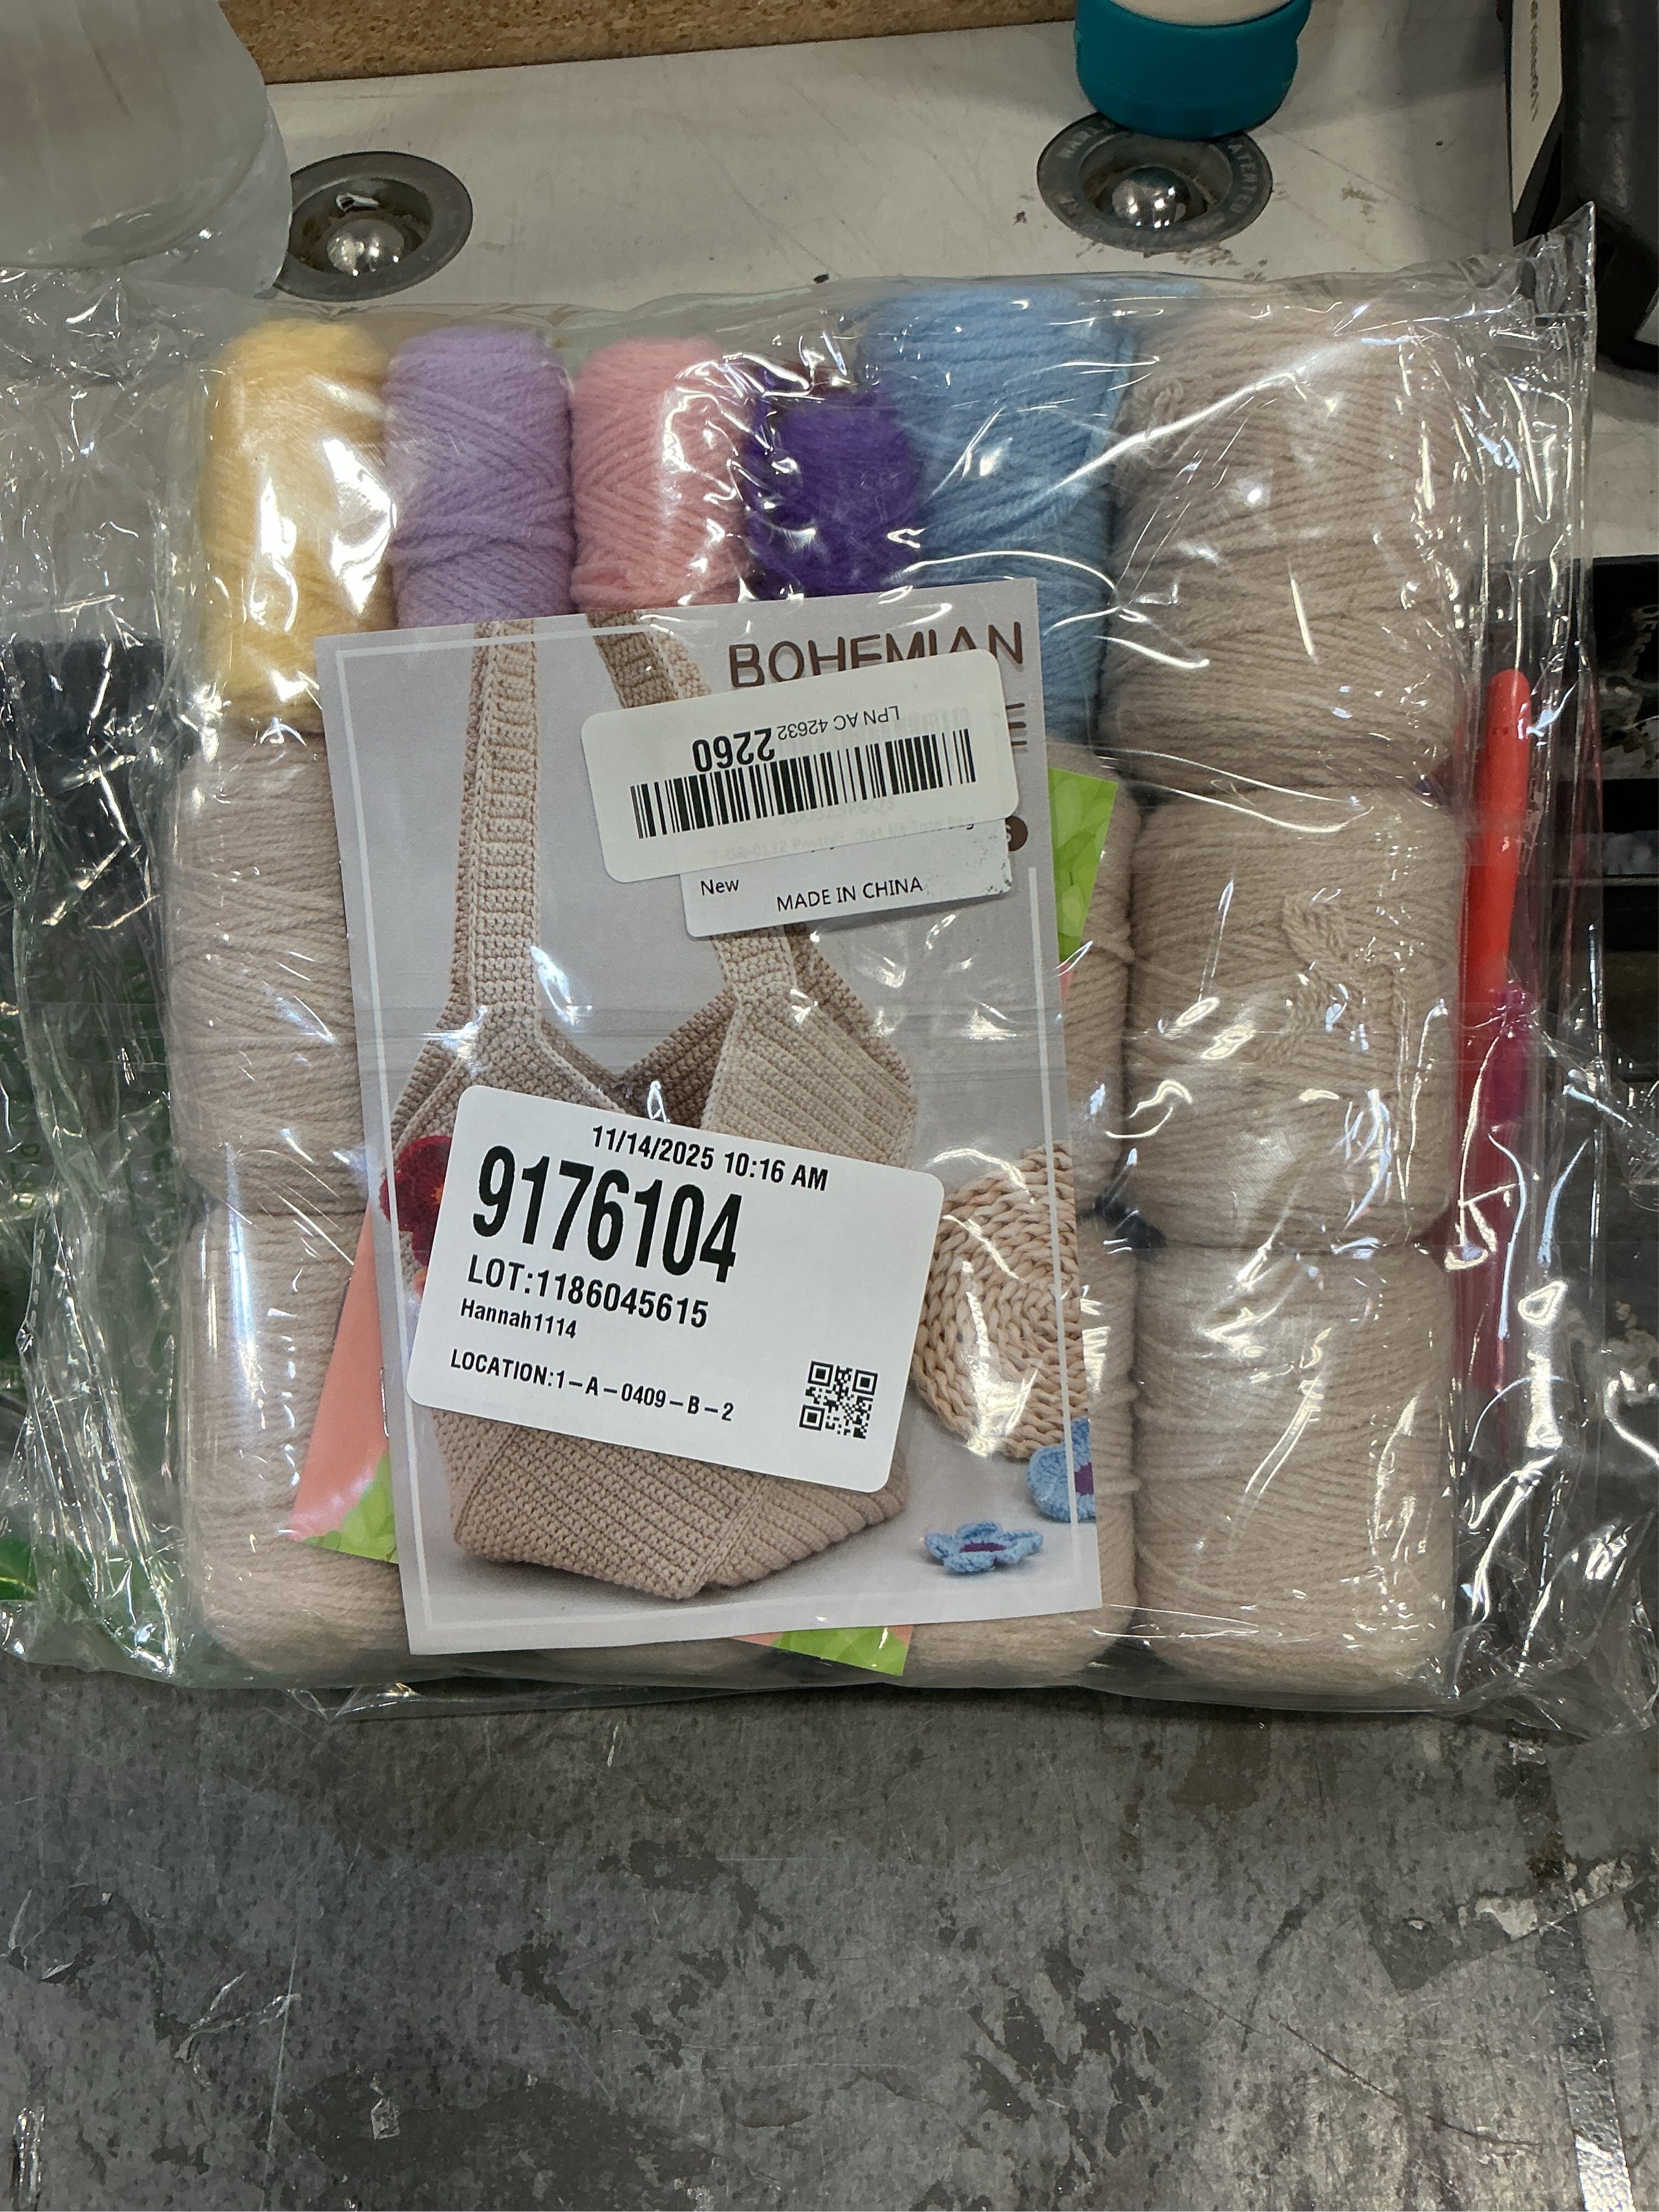 PATENTED
BOHEMIAN
LPN AC 42632
2260
New
MADE IN CHINA
11/14/2025 10:16 AM
9176104
LOT:1186045615
Hannah1114
LOCATION:1-A-0409-B-2